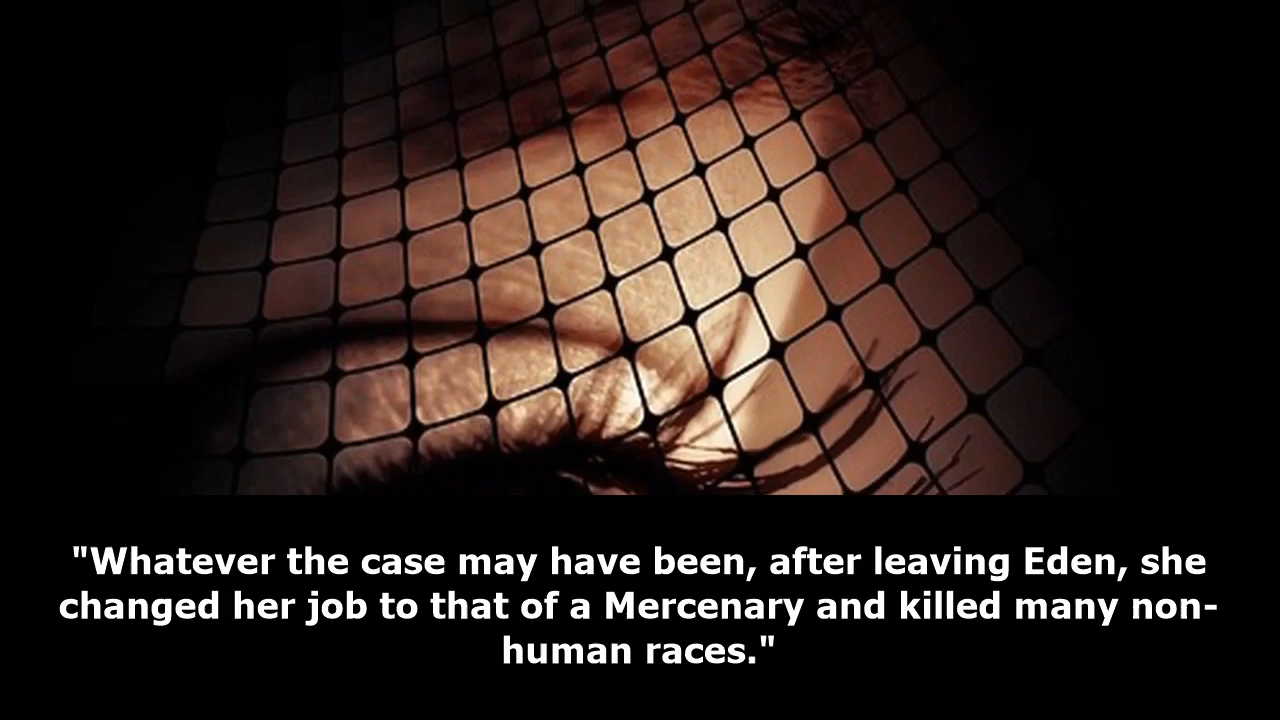 "Whatever the case may have been, after leaving Eden, she
changed her job to that of a Mercenary and killed many non-
human races."